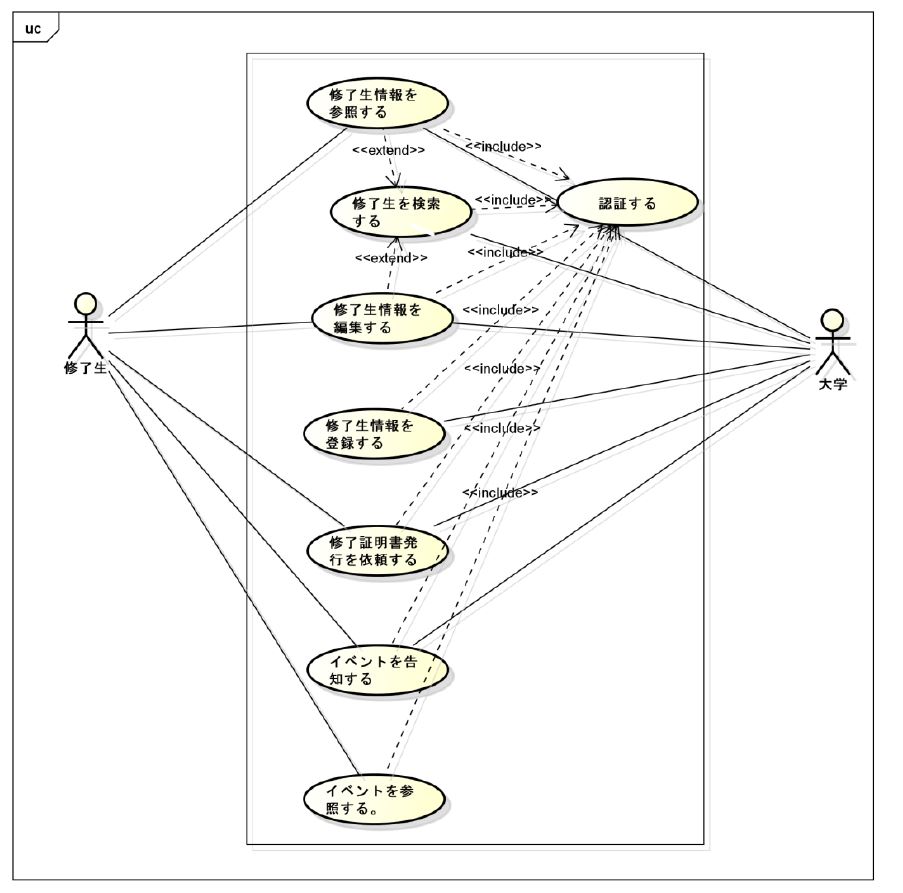 uc
修了生情報を
参照する
<<extend>>
<<include>>
修了生を検索
する
<<include>>
認証する
<<extend>>
<<include>>
修了生情報を
編集する
<<include>>
修了生
大学
<<include>>
修了生情報を
登録する
<<include>>
<<include>>
修了証明書発
行を依頼する
イベントを告
知する
イベントを参
照する。